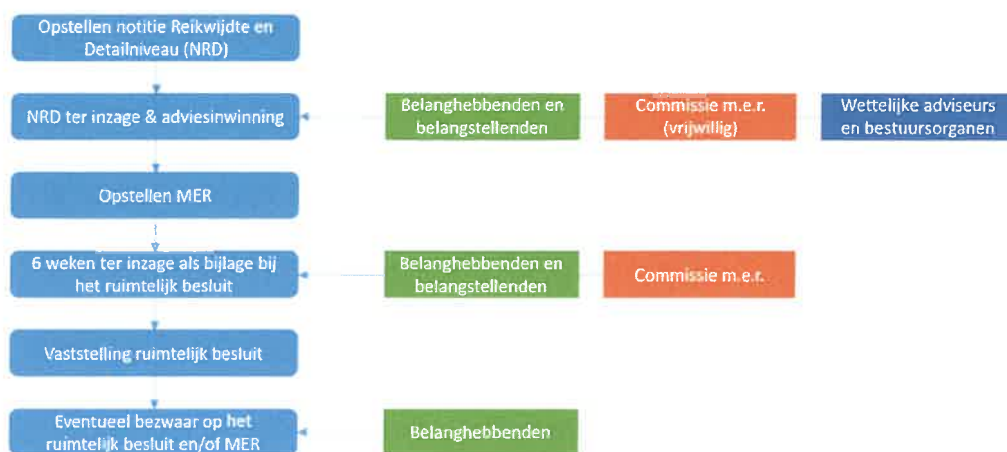 Opstellen notitie Reikwijdte en
Detailniveau (NRD)
NRD ter inzage & adviesinwinning
Belanghebbenden en
belangstellenden
Commissie m.e.r.
(vrijwillig)
Wettelijke adviseurs
en bestuursorganen
Opstellen MER
6 weken ter inzage als bijlage bij
het ruimtelijk besluit
Belanghebbenden en
belangstellenden
Commissie m.e.r.
Vaststelling ruimtelijk besluit
Eventueel bezwaar op het
ruimtelijk besluit en/of MER
Belanghebbenden